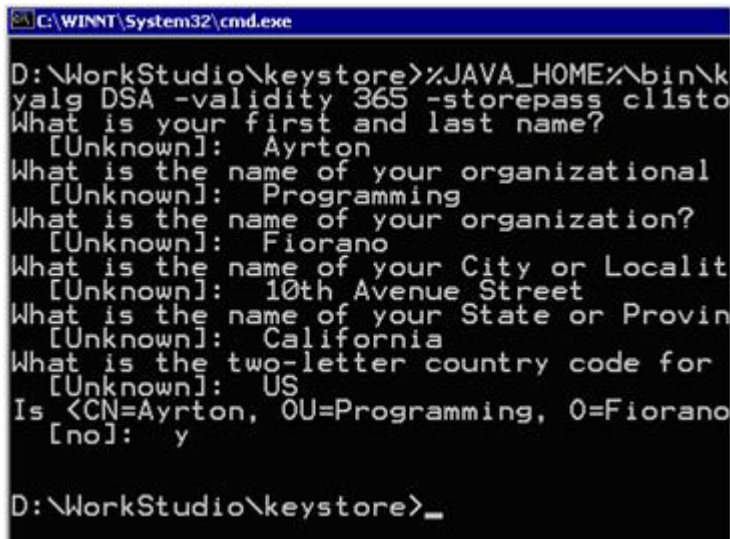 C:\WINNT\System32\cmd.exe
D:\WorkStudio\keystore>%JAVA_HOME%\bin\k
yalg DSA -validity 365 -storepass cl1sto
What is your first and last name?
[Unknown]: Ayrton
What is the name of your organizational
[Unknown]: Programming
What is the name of your organization?
[Unknown]: Fiorano
What is the name of your City or Localit
[Unknown]: 10th Avenue Street
What is the name of your State or Provin
[Unknown]: California
What is the two-letter country code for
[Unknown]: US
Is <CN=Ayrton, OU=Programming, O=Fiorano
[no]: y
D:\WorkStudio\keystore>_